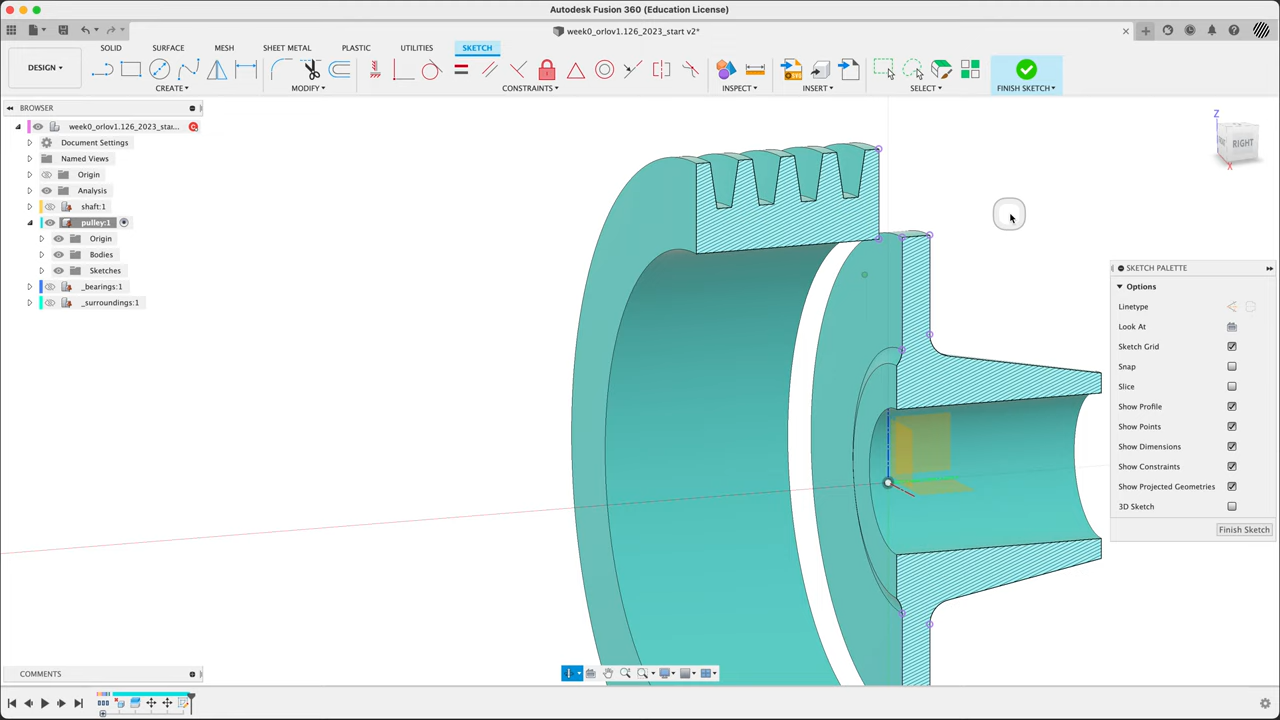 Autodesk Fusion 360 (Education License)
week0_orlov1.126_2023_start v2*
DESIGN
SOLID SURFACE MESH SHEET METAL PLASTIC UTILITIES SKETCH
CREATE MODIFY CONSTRAINTS INSPECT INSERT SELECT FINISH SKETCH
BROWSER
week0_orlov1.126_2023_star...
Document Settings
Named Views
Origin
Analysis
shaft:1
pulley:1
Origin
Bodies
Sketches
_bearings:1
_surroundings:1
Z
RIGHT
X
SKETCH PALETTE
Options
Linetype
Look At
Sketch Grid
Snap
Slice
Show Profile
Show Points
Show Dimensions
Show Constraints
Show Projected Geometries
3D Sketch
Finish Sketch
COMMENTS